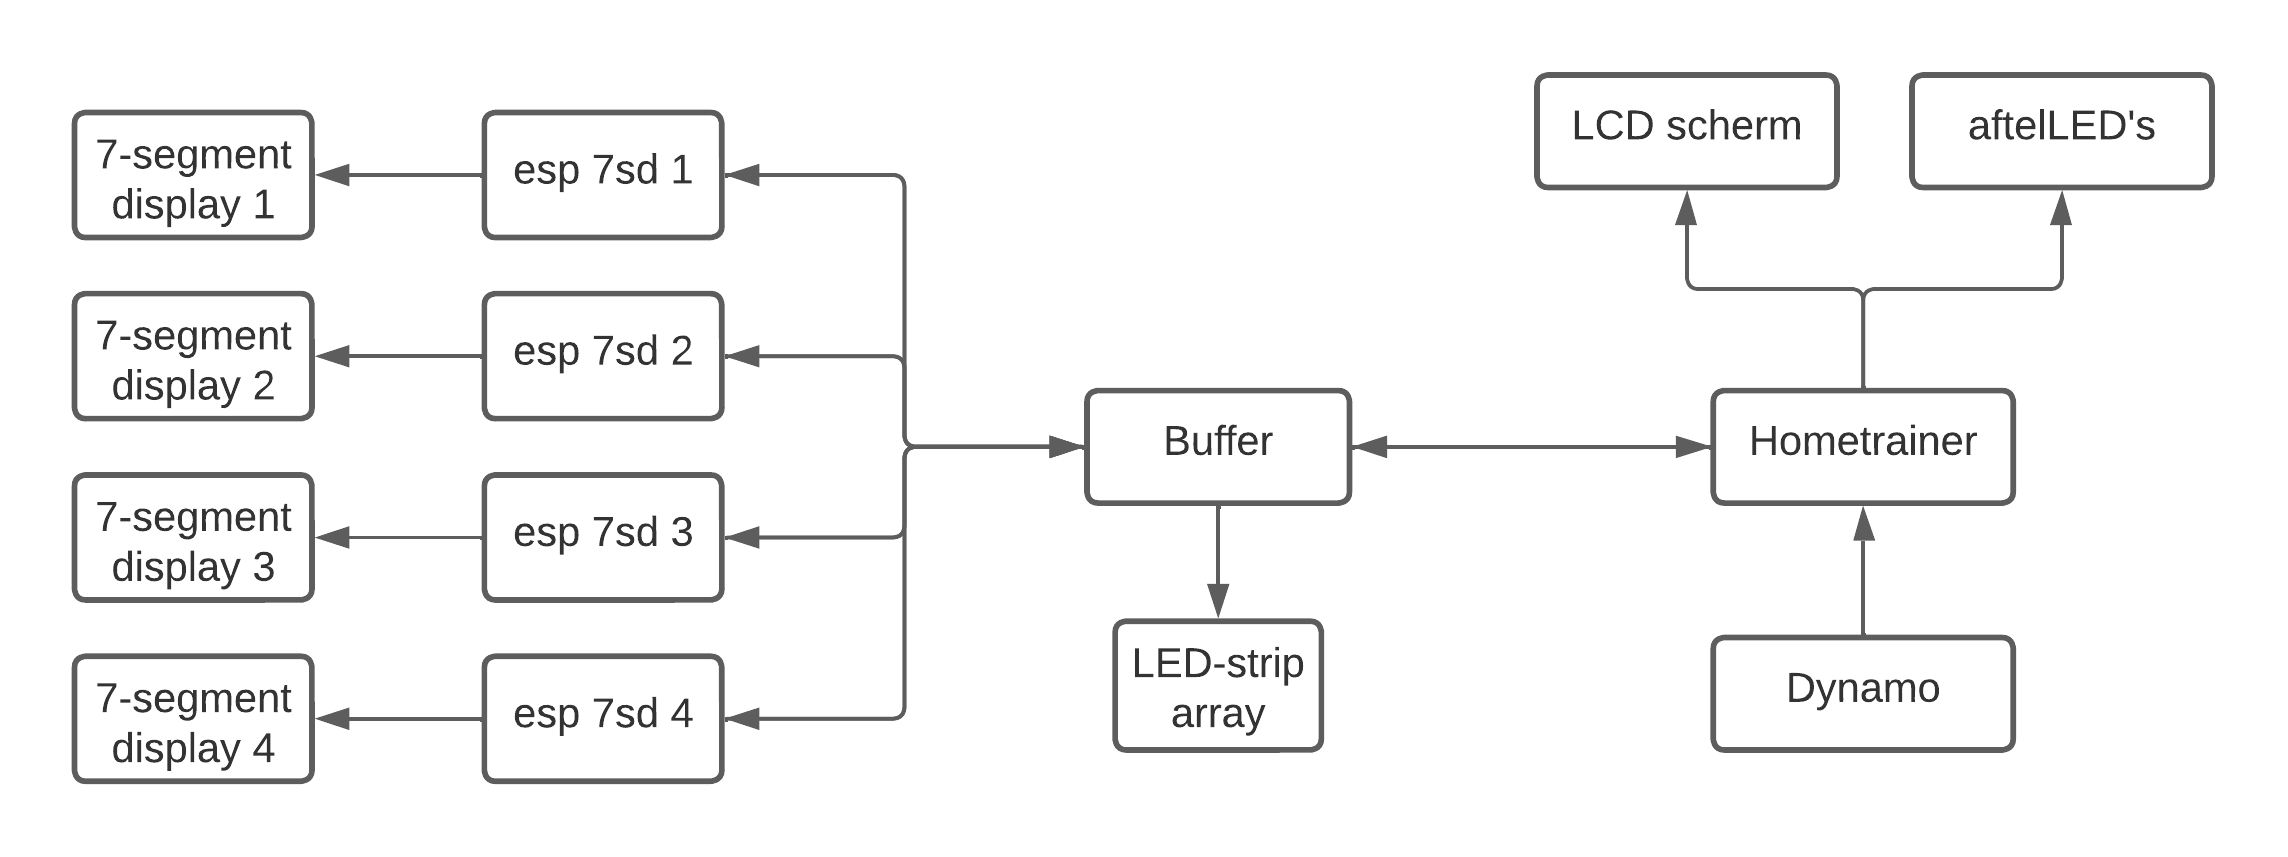 7-segment
display 1
esp 7sd 1
7-segment
display 2
esp 7sd 2
7-segment
display 3
esp 7sd 3
7-segment
display 4
esp 7sd 4
Buffer
LED-strip
array
LCD scherm
aftelLED's
Hometrainer
Dynamo